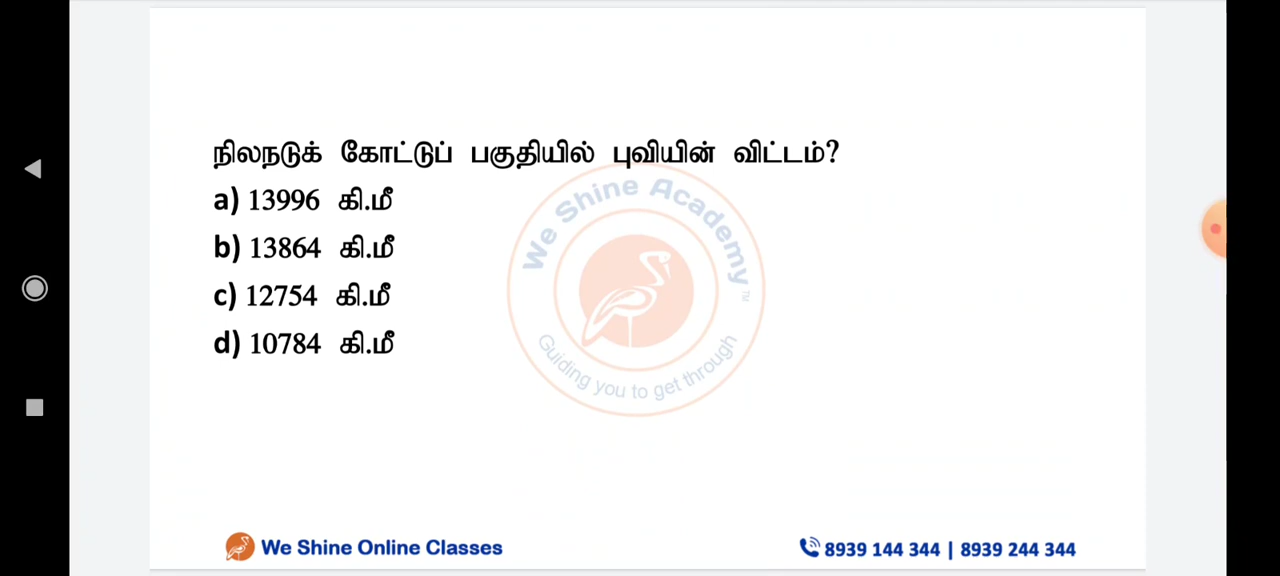 நிலநடுக் கோட்டுப் பகுதியில் புவியின் விட்டம்?
a) 13996 கி.மீ
b) 13864 கி.மீ
c) 12754 கி.மீ
d) 10784 கி.மீ
We Shine Academy
TM
Guiding you to get through
We Shine Online Classes
8939 144 344 | 8939 244 344